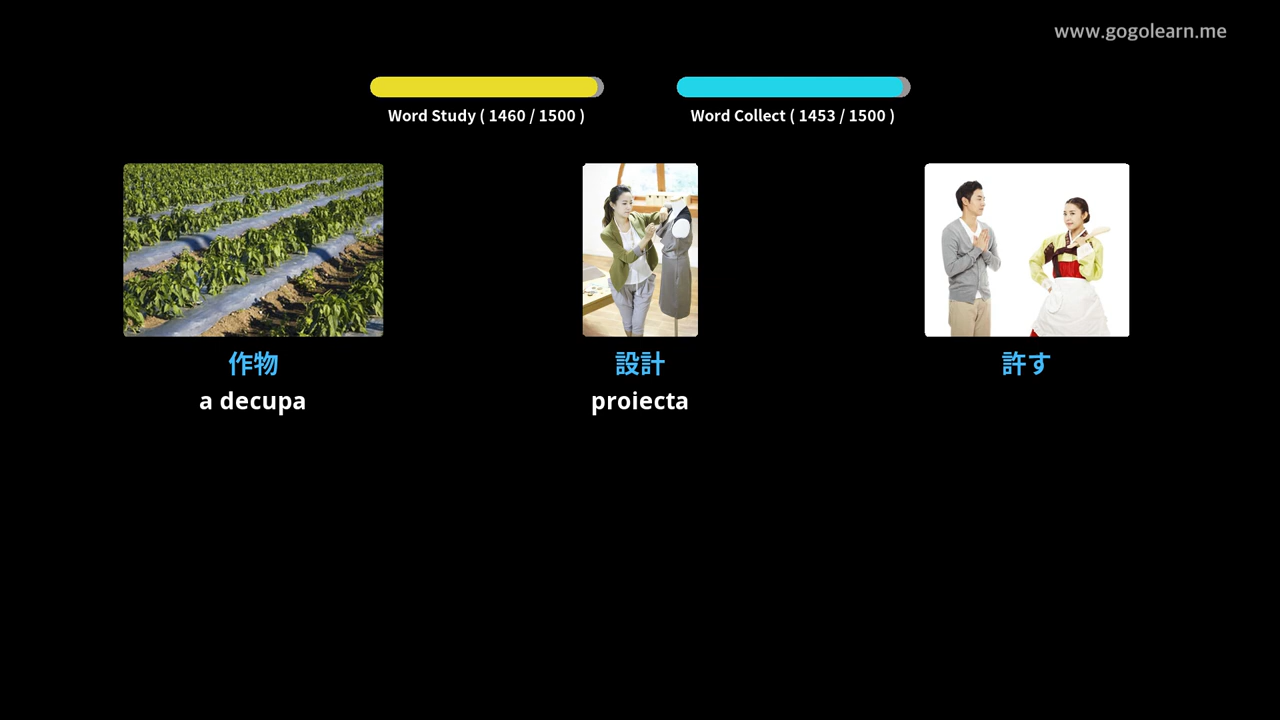 www.gogolearn.me
Word Study ( 1460 / 1500 )
Word Collect ( 1453 / 1500 )
作物
設計
許す
a decupa
proiecta